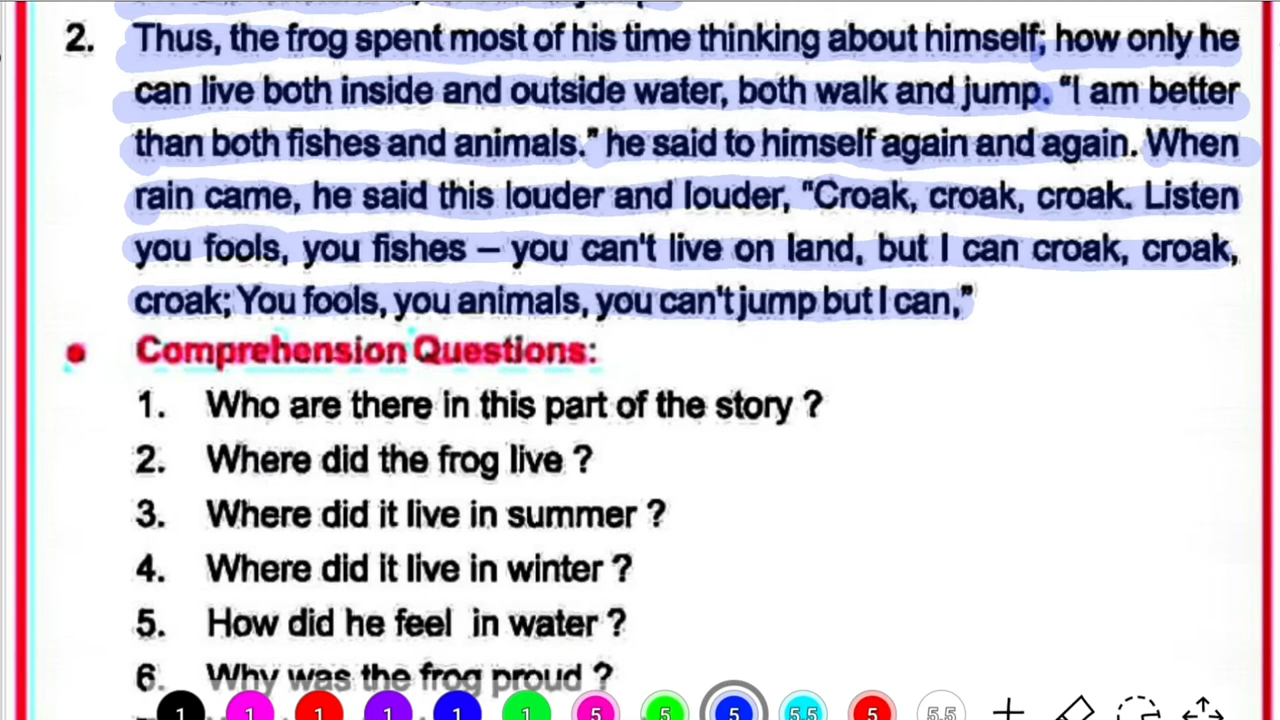 2. Thus, the frog spent most of his time thinking about himself; how only he
can live both inside and outside water, both walk and jump. "I am better
than both fishes and animals." he said to himself again and again. When
rain came, he said this louder and louder, "Croak, croak, croak. Listen
you fools, you fishes – you can't live on land, but I can croak, croak,
croak; You fools, you animals, you can't jump but I can,"
• Comprehension Questions:
1. Who are there in this part of the story ?
2. Where did the frog live ?
3. Where did it live in summer ?
4. Where did it live in winter ?
5. How did he feel in water ?
6. Why was the frog proud ?
1 1 1 1 1 1 5 5 5 5.5 5 5.5